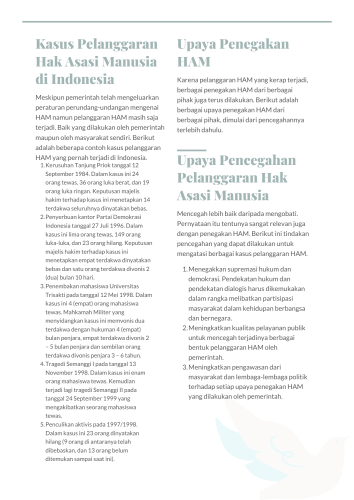 Kasus Pelanggaran
Hak Asasi Manusia
di Indonesia
Meskipun pemerintah telah mengeluarkan
peraturan perundang-undangan mengenai
HAM namun pelanggaran HAM masih saja
terjadi. Baik yang dilakukan oleh pemerintah
maupun oleh masyarakat sendiri. Berikut
adalah beberapa contoh kasus pelanggaran
HAM yang pernah terjadi di Indonesia.
1. Kerusuhan Tanjung Priok tanggal 12
September 1984. Dalam kasus ini 24
orang tewas, 36 orang luka berat, dan 19
orang luka ringan. Keputusan majelis
hakim terhadap kasus ini menetapkan 14
terdakwa seluruhnya dinyatakan bebas.
2. Penyerbuan kantor Partai Demokrasi
Indonesia tanggal 27 Juli 1996. Dalam
kasus ini lima orang tewas, 149 orang
luka-luka, dan 23 orang hilang. Keputusan
majelis hakim terhadap kasus ini
menetapkan empat terdakwa dinyatakan
bebas dan satu orang terdakwa divonis 2
(dua) bulan 10 hari.
3. Penembakan mahasiswa Universitas
Trisakti pada tanggal 12 Mei 1998. Dalam
kasus ini 4 (empat) orang mahasiswa
tewas. Mahkamah Militer yang
menyidangkan kasus ini memvonis dua
terdakwa dengan hukuman 4 (empat)
bulan penjara, empat terdakwa divonis 2
– 5 bulan penjara dan sembilan orang
terdakwa divonis penjara 3 – 6 tahun.
4. Tragedi Semanggi I pada tanggal 13
November 1998. Dalam kasus ini enam
orang mahasiswa tewas. Kemudian
terjadi lagi tragedi Semanggi II pada
tanggal 24 September 1999 yang
mengakibatkan seorang mahasiswa
tewas.
5. Penculikan aktivis pada 1997/1998.
Dalam kasus ini 23 orang dinyatakan
hilang (9 orang di antaranya telah
dibebaskan, dan 13 orang belum
ditemukan sampai saat ini).
Upaya Penegakan
HAM
Karena pelanggaran HAM yang kerap terjadi,
berbagai penegakan HAM dari berbagai
pihak juga terus dilakukan. Berikut adalah
berbagai upaya penegakan HAM dari
berbagai pihak, dimulai dari pencegahannya
terlebih dahulu.
Upaya Pencegahan
Pelanggaran Hak
Asasi Manusia
Mencegah lebih baik daripada mengobati.
Pernyataan itu tentunya sangat relevan juga
dengan penegakan HAM. Berikut ini tindakan
pencegahan yang dapat dilakukan untuk
mengatasi berbagai kasus pelanggaran HAM.
1. Menegakkan supremasi hukum dan
demokrasi. Pendekatan hukum dan
pendekatan dialogis harus dikemukakan
dalam rangka melibatkan partisipasi
masyarakat dalam kehidupan berbangsa
dan bernegara.
2. Meningkatkan kualitas pelayanan publik
untuk mencegah terjadinya berbagai
bentuk pelanggaran HAM oleh
pemerintah.
3. Meningkatkan pengawasan dari
masyarakat dan lembaga-lembaga politik
terhadap setiap upaya penegakan HAM
yang dilakukan oleh pemerintah.